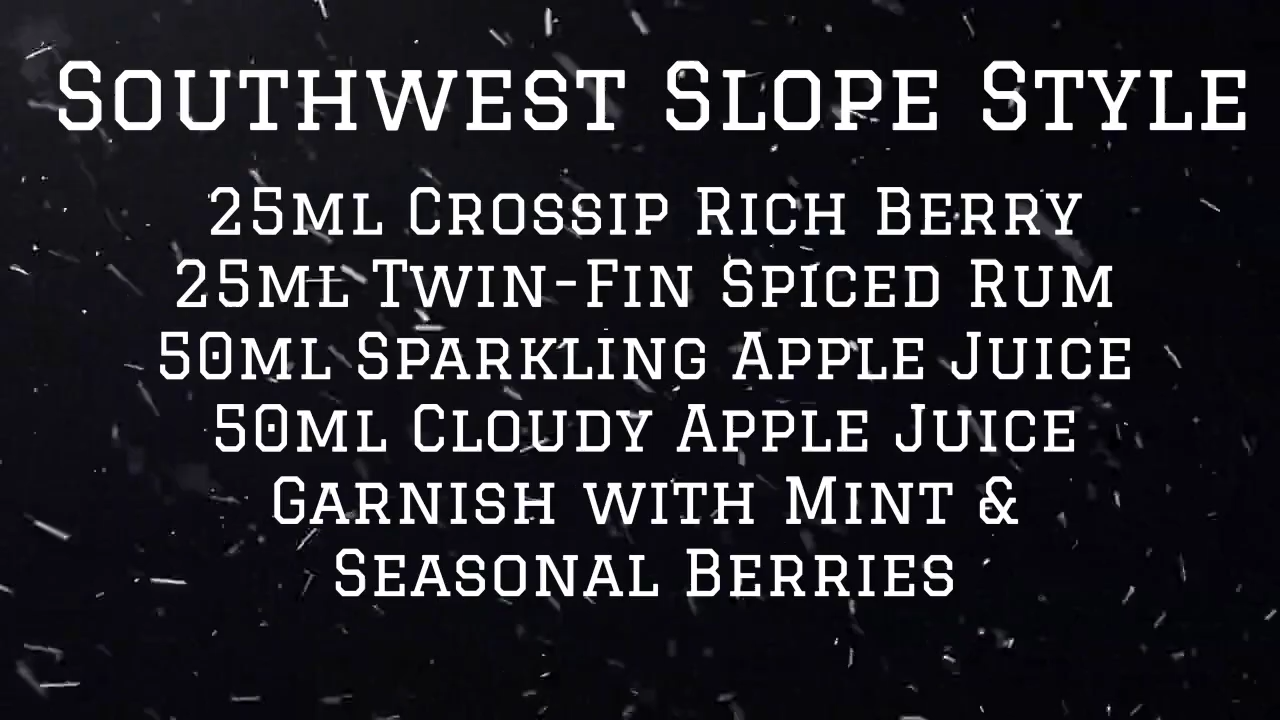 Southwest Slope Style
25ml Crossip Rich Berry
25ml Twin-Fin Spiced Rum
50ml Sparkling Apple Juice
50ml Cloudy Apple Juice
Garnish with Mint &
Seasonal Berries